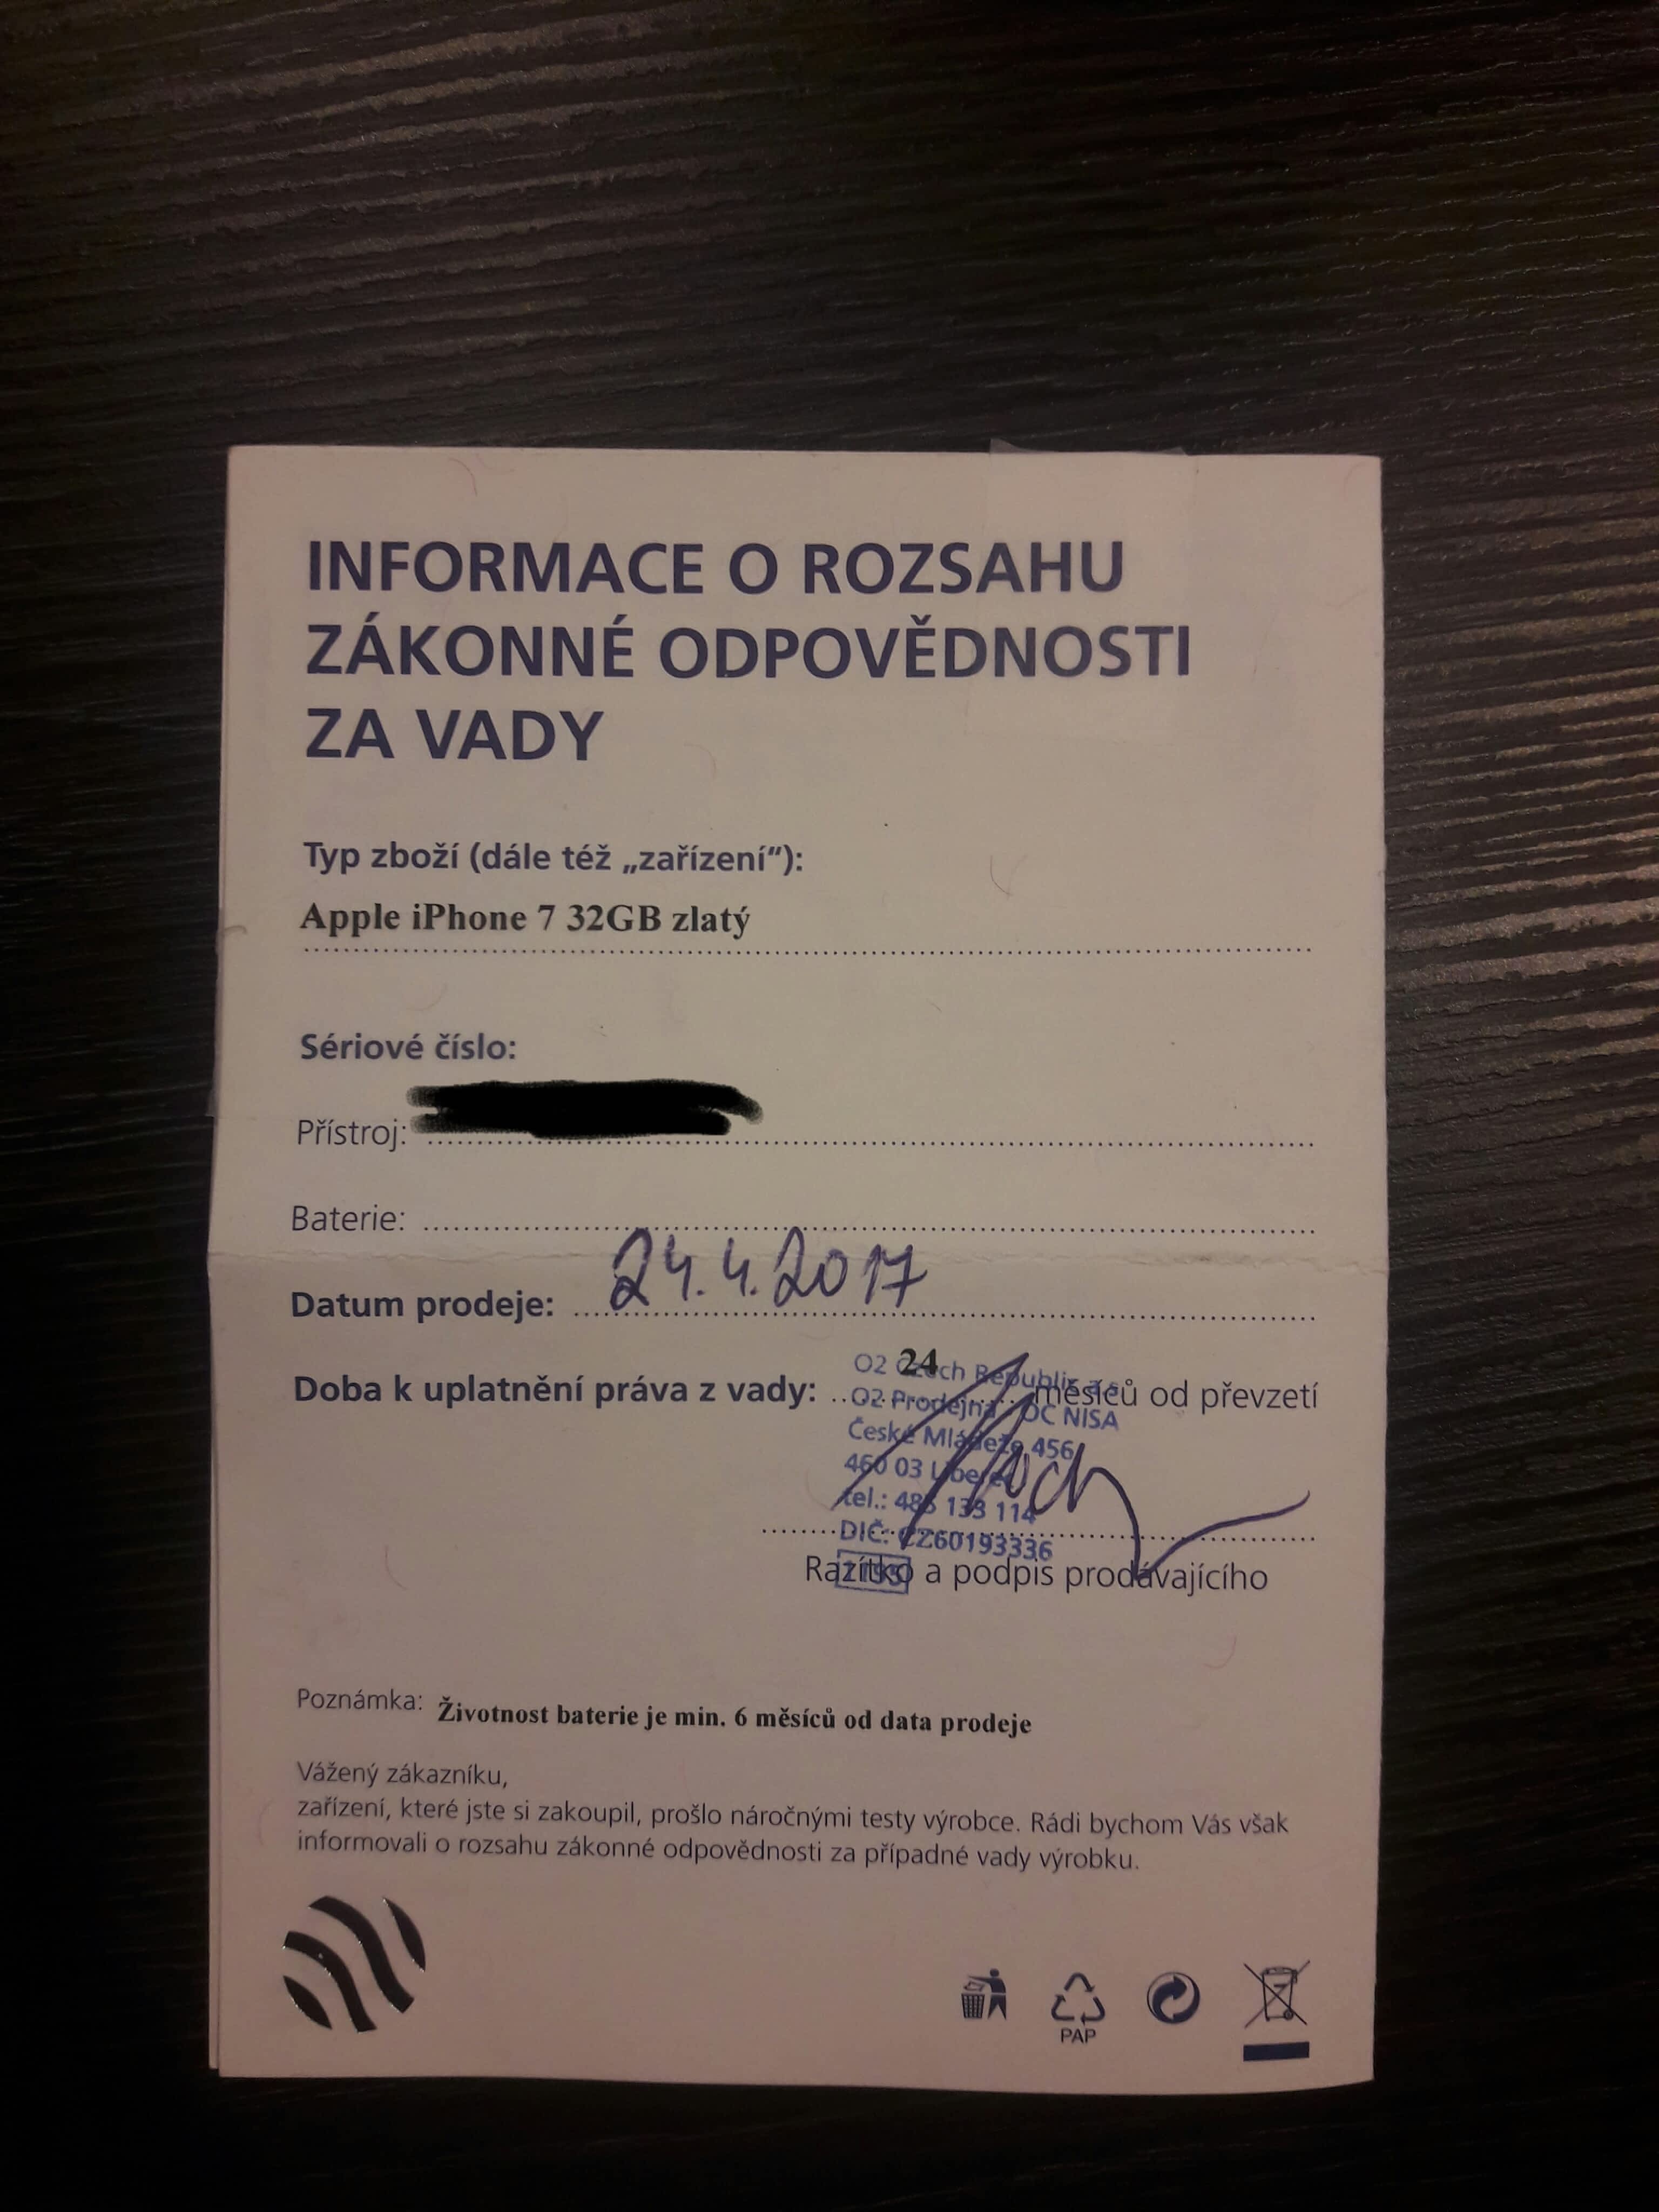 INFORMACE O ROZSAHU
ZÁKONNÉ ODPOVĚDNOSTI
ZA VADY
Typ zboží (dále též „zařízení“):
Apple iPhone 7 32GB zlatý
Sériové číslo:
Přístroj:
Baterie:
Datum prodeje: 24.4.2017
Doba k uplatnění práva z vady: 24 měsíců od převzetí
O2 Czech Republic a.s.
O2 Prodejna OC NISA
České Mládeže 456
460 03 Liberec
tel.: 485 133 114
DIČ: CZ60193336
Razítko a podpis prodávajícího
Poznámka: Životnost baterie je min. 6 měsíců od data prodeje
Vážený zákazníku,
zařízení, které jste si zakoupil, prošlo náročnými testy výrobce. Rádi bychom Vás však
informovali o rozsahu zákonné odpovědnosti za případné vady výrobku.
PAP